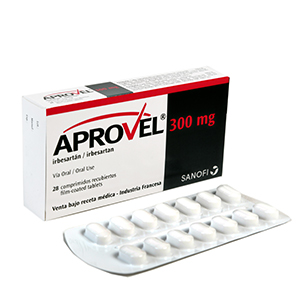 APROVÈL® 300 mg
irbesartán / irbesartan
Vía Oral / Oral Use
28 comprimidos recubiertos
film-coated tablets
Venta bajo receta médica - Industria Francesa
SANOFI